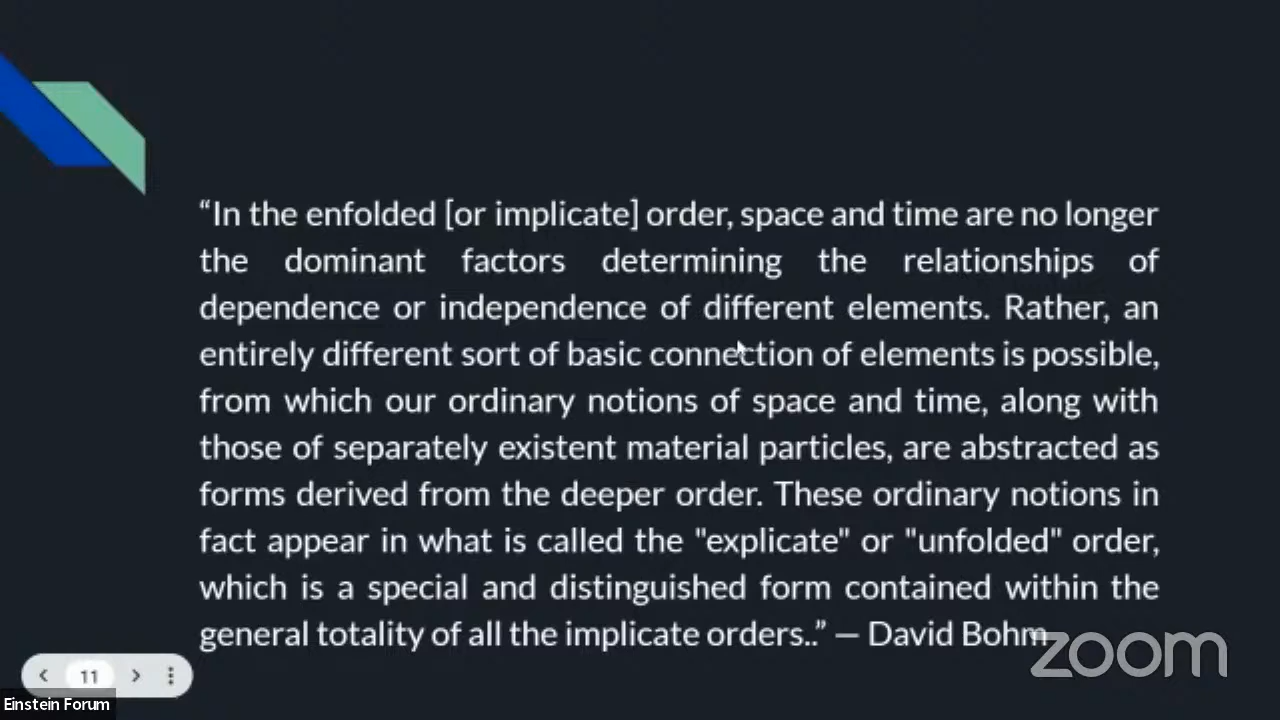 “In the enfolded [or implicate] order, space and time are no longer
the dominant factors determining the relationships of
dependence or independence of different elements. Rather, an
entirely different sort of basic connection of elements is possible,
from which our ordinary notions of space and time, along with
those of separately existent material particles, are abstracted as
forms derived from the deeper order. These ordinary notions in
fact appear in what is called the "explicate" or "unfolded" order,
which is a special and distinguished form contained within the
general totality of all the implicate orders..” — David Bohm
zoom
11
Einstein Forum